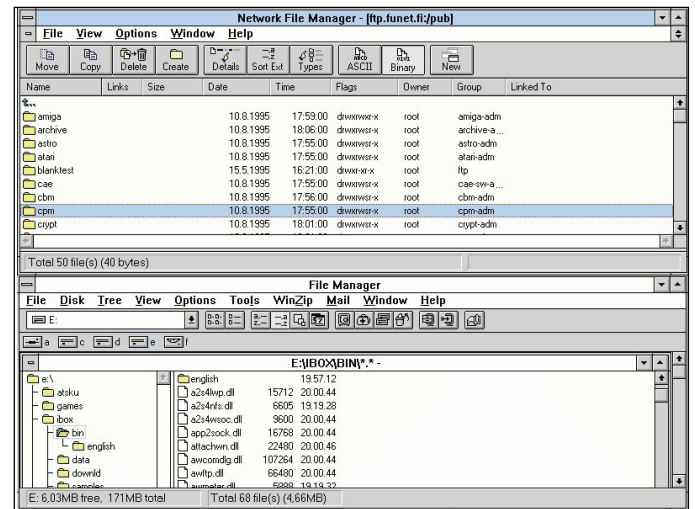 Network File Manager - [ftp.funet.fi:/pub]
File View Options Window Help
Move Copy Delete Create Details Sort Ext Types ASCII Binary New
Name Links Size Date Time Flags Owner Group Linked To
amiga 10.8.1995 17:59:00 drwxrwxr-x root amiga-adm
archive 10.8.1995 18:06:00 drwxrwsr-x root archive-a...
astro 10.8.1995 17:55:00 drwxrwsr-x root astro-adm
atari 10.8.1995 17:55:00 drwxrwsr-x root atari-adm
blanktest 15.5.1995 16:21:00 drwxr-xr-x root ftp
cae 10.8.1995 17:55:00 drwxrwsr-x root cae-sw-a...
cbm 10.8.1995 17:56:00 drwxrwsr-x root cbm-adm
cpm 10.8.1995 17:55:00 drwxrwsr-x root cpm-adm
crypt 10.8.1995 18:01:00 drwxrwsr-x root crypt-adm
Total 50 file(s) (40 bytes)
File Manager
File Disk Tree View Options Tools WinZip Mail Window Help
E:
a c d e f
E:\IBOX\BIN\*.* -
e:\ english 19.57.12
atsku a2s4lwp.dll 15712 20.00.44
games a2s4nfs.dll 6605 19.19.28
ibox a2s4wsoc.dll 9600 20.00.44
bin app2sock.dll 16768 20.00.44
english attachwn.dll 22480 20.00.46
data awcomdlg.dll 107264 20.00.44
downld awftp.dll 66480 20.00.44
samples awmeter.dll 5888 19.19.32
E: 6,03MB free, 171MB total Total 68 file(s) (4,66MB)